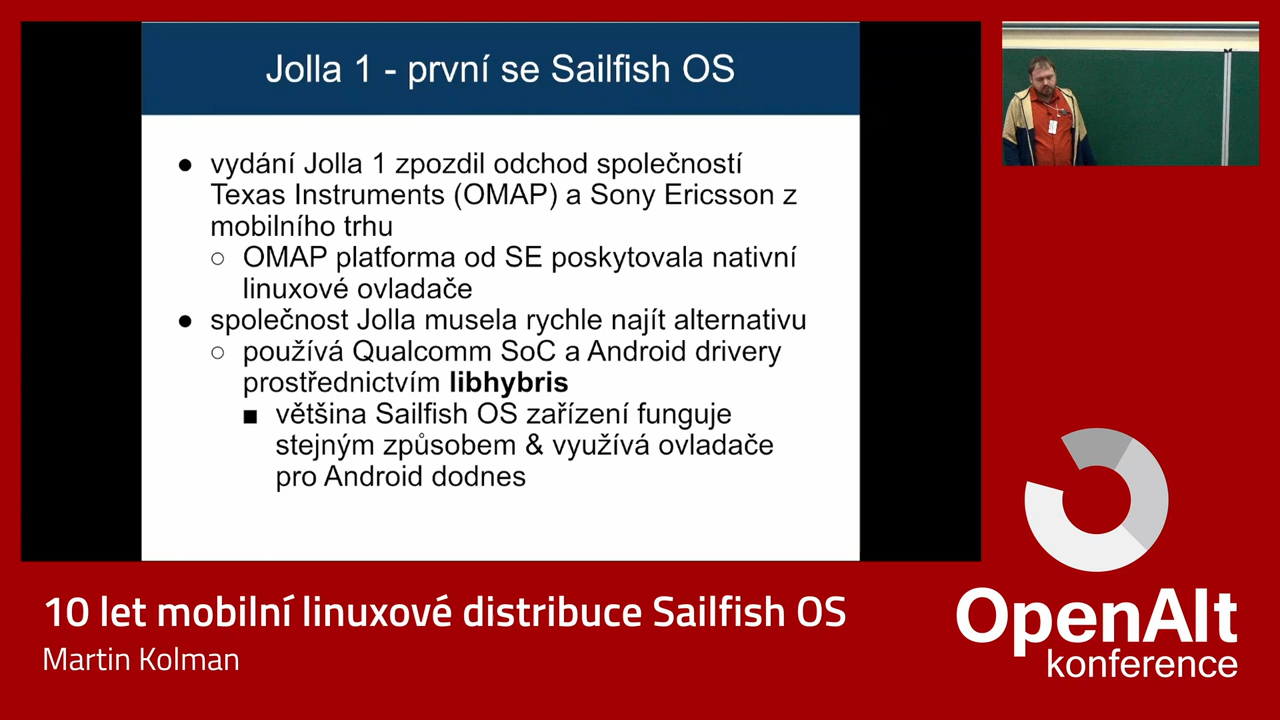 Jolla 1 - první se Sailfish OS
● vydání Jolla 1 zpozdil odchod společností
Texas Instruments (OMAP) a Sony Ericsson z
mobilního trhu
○ OMAP platforma od SE poskytovala nativní
linuxové ovladače
● společnost Jolla musela rychle najít alternativu
○ používá Qualcomm SoC a Android drivery
prostřednictvím libhybris
■ většina Sailfish OS zařízení funguje
stejným způsobem & využívá ovladače
pro Android dodnes
10 let mobilní linuxové distribuce Sailfish OS
Martin Kolman
OpenAlt
konference